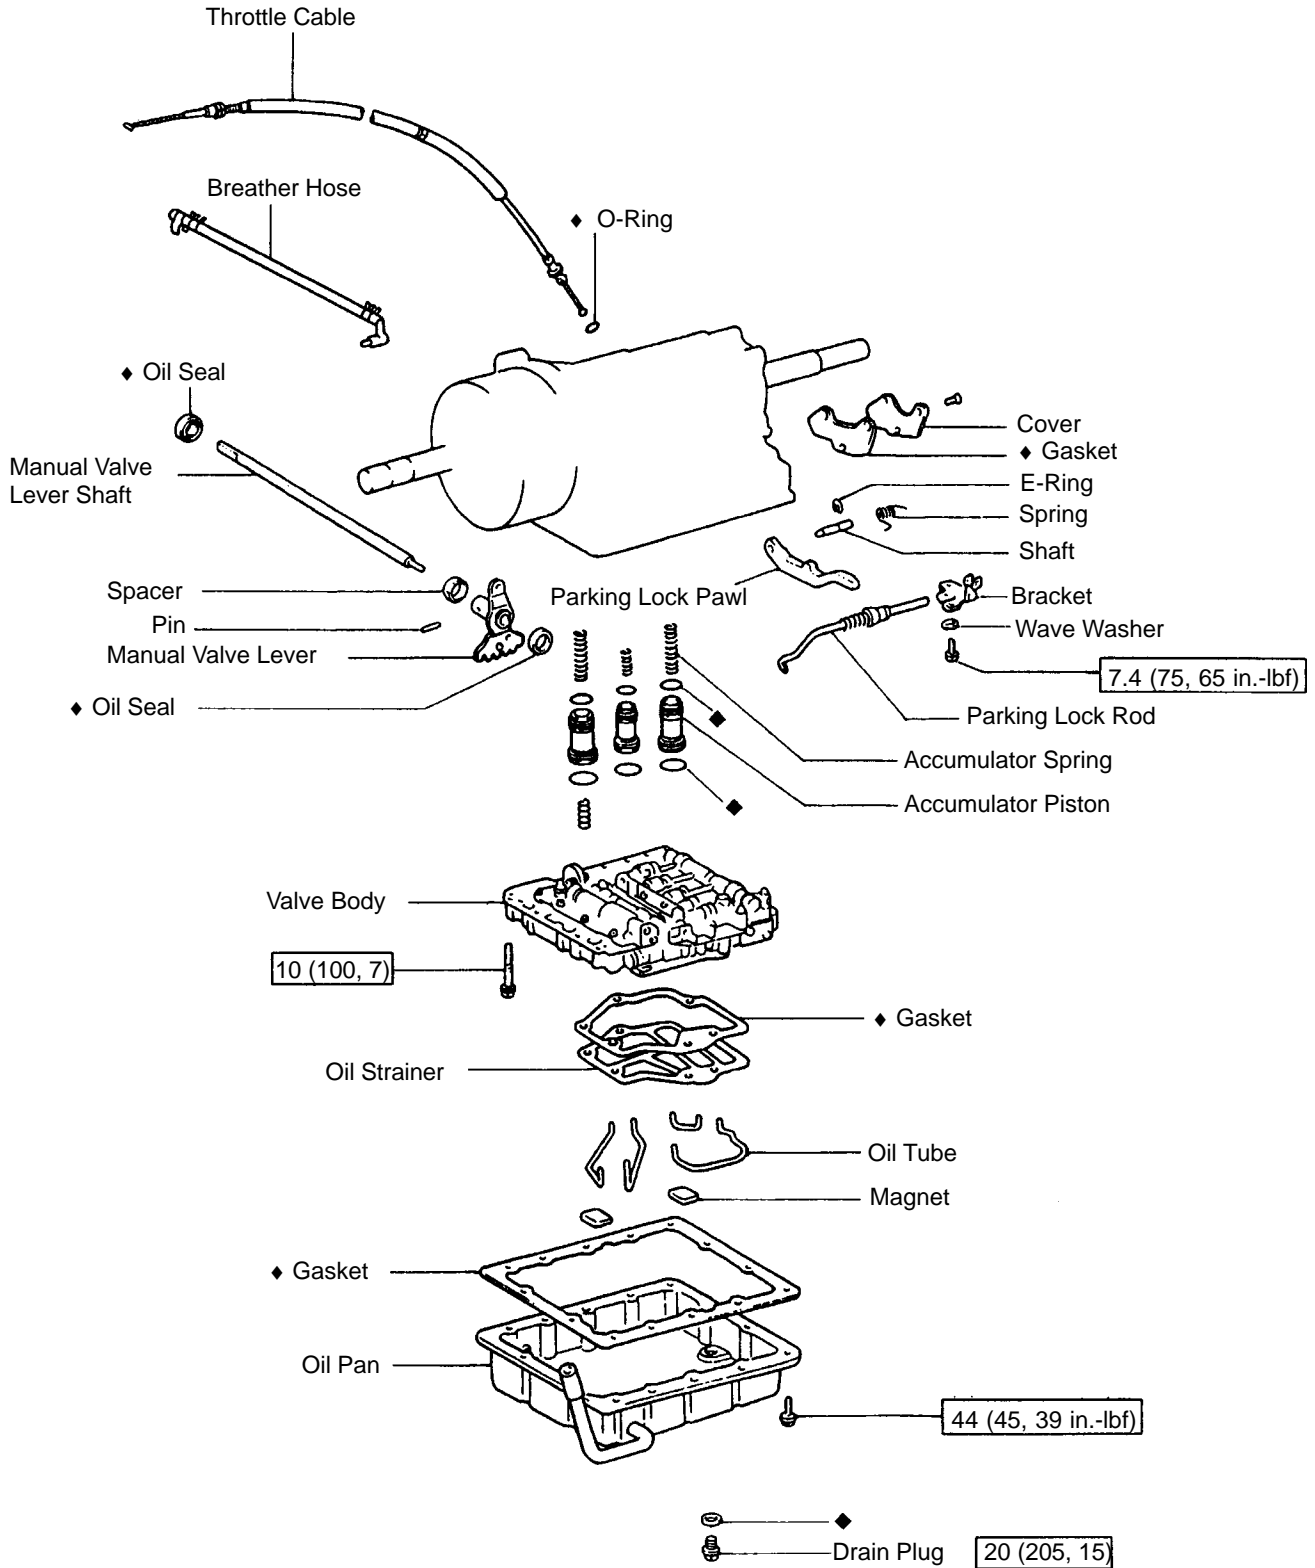 Throttle Cable
Breather Hose
♦ O-Ring
♦ Oil Seal
Manual Valve
Lever Shaft
Cover
♦ Gasket
E-Ring
Spring
Shaft
Spacer
Parking Lock Pawl
Bracket
Pin
Wave Washer
Manual Valve Lever
7.4 (75, 65 in.-lbf)
♦ Oil Seal
♦
Parking Lock Rod
Accumulator Spring
♦
Accumulator Piston
Valve Body
10 (100, 7)
♦ Gasket
Oil Strainer
Oil Tube
Magnet
♦ Gasket
Oil Pan
44 (45, 39 in.-lbf)
♦
Drain Plug 20 (205, 15)